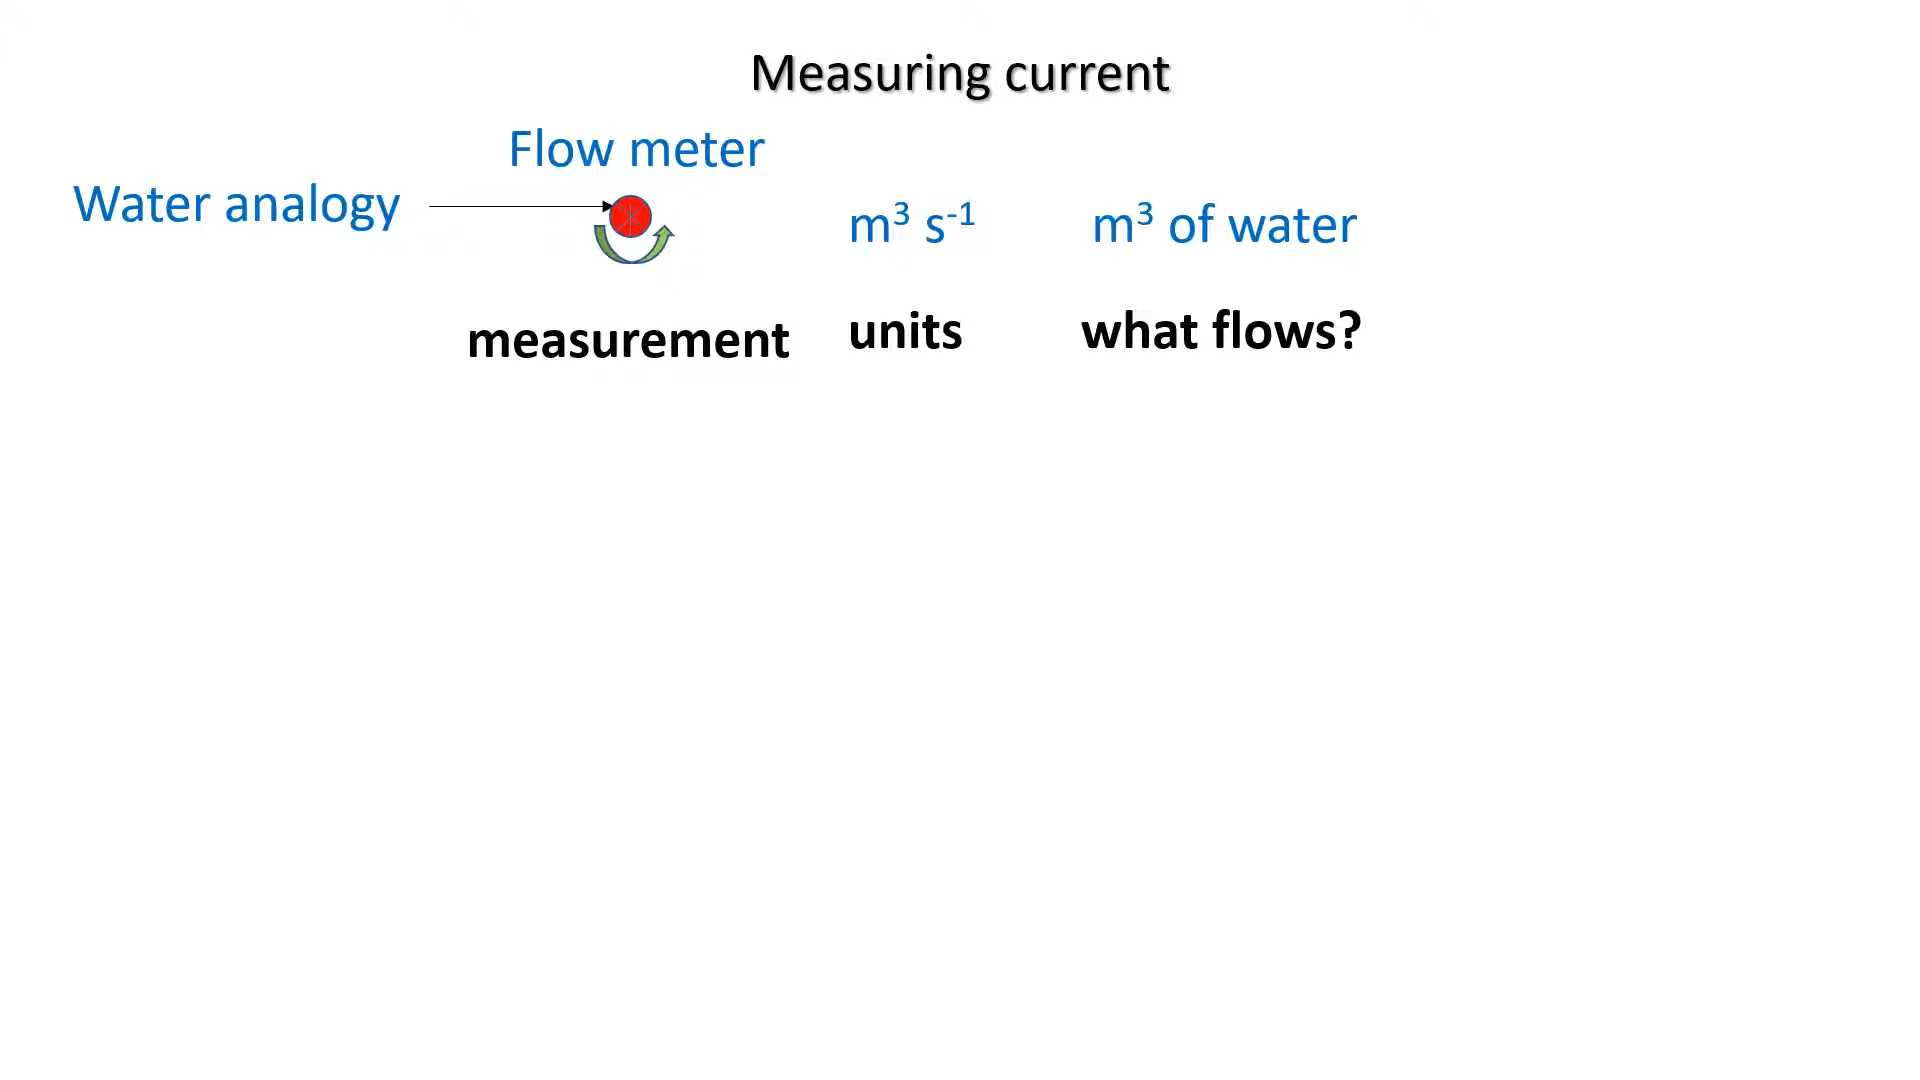 Measuring current
Flow meter
Water analogy
m³ s⁻¹
m³ of water
measurement
units
what flows?